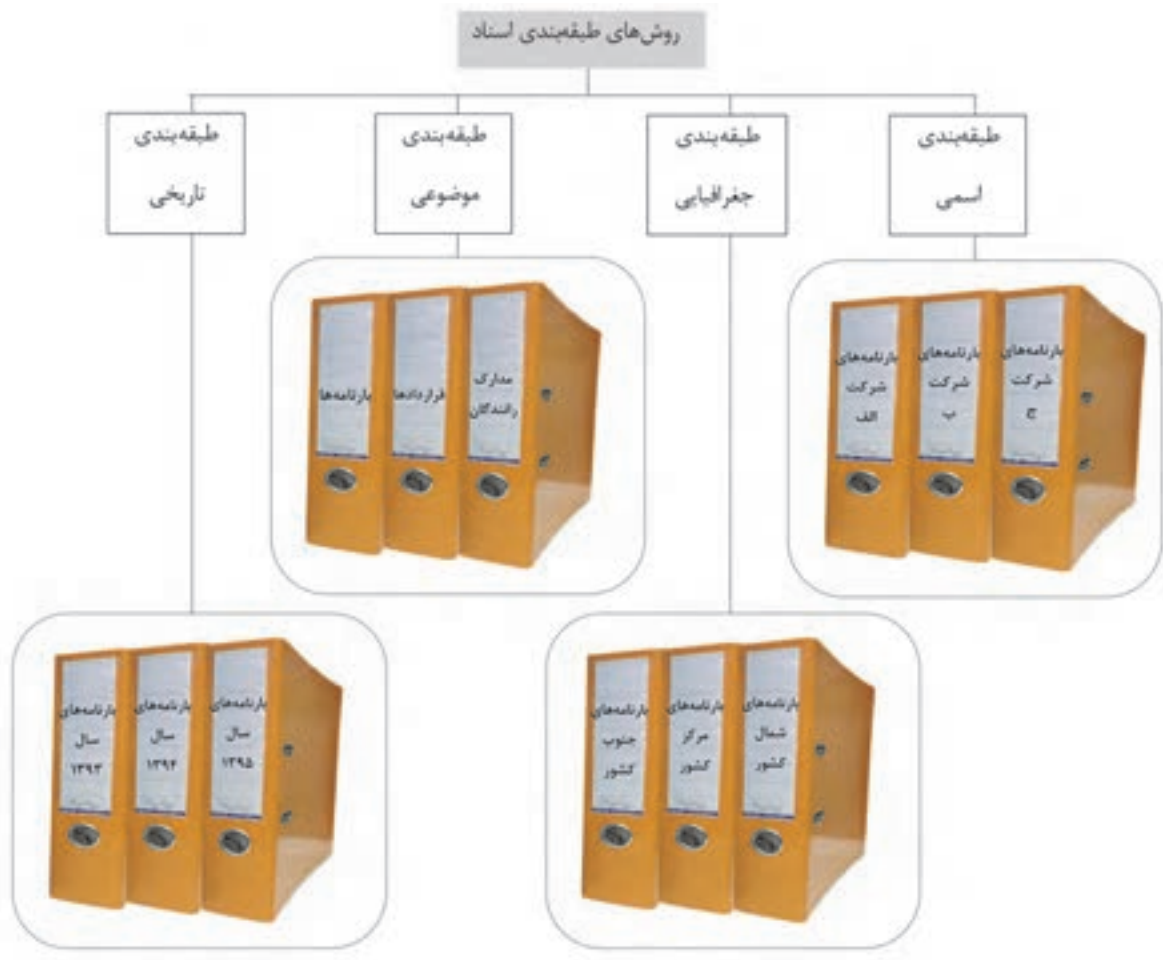 روش‌های طبقه‌بندی اسناد
طبقه‌بندی
اسمی
طبقه‌بندی
جغرافیایی
طبقه‌بندی
موضوعی
طبقه‌بندی
تاریخی
بارنامه‌های
شرکت
ج
بارنامه‌های
شرکت
ب
بارنامه‌های
شرکت
الف
مدارک
رانندگان
قراردادها
بارنامه‌ها
بارنامه‌های
شمال
کشور
بارنامه‌های
مرکز
کشور
بارنامه‌های
جنوب
کشور
بارنامه‌های
سال
۱۳۹۵
بارنامه‌های
سال
۱۳۹۴
بارنامه‌های
سال
۱۳۹۳